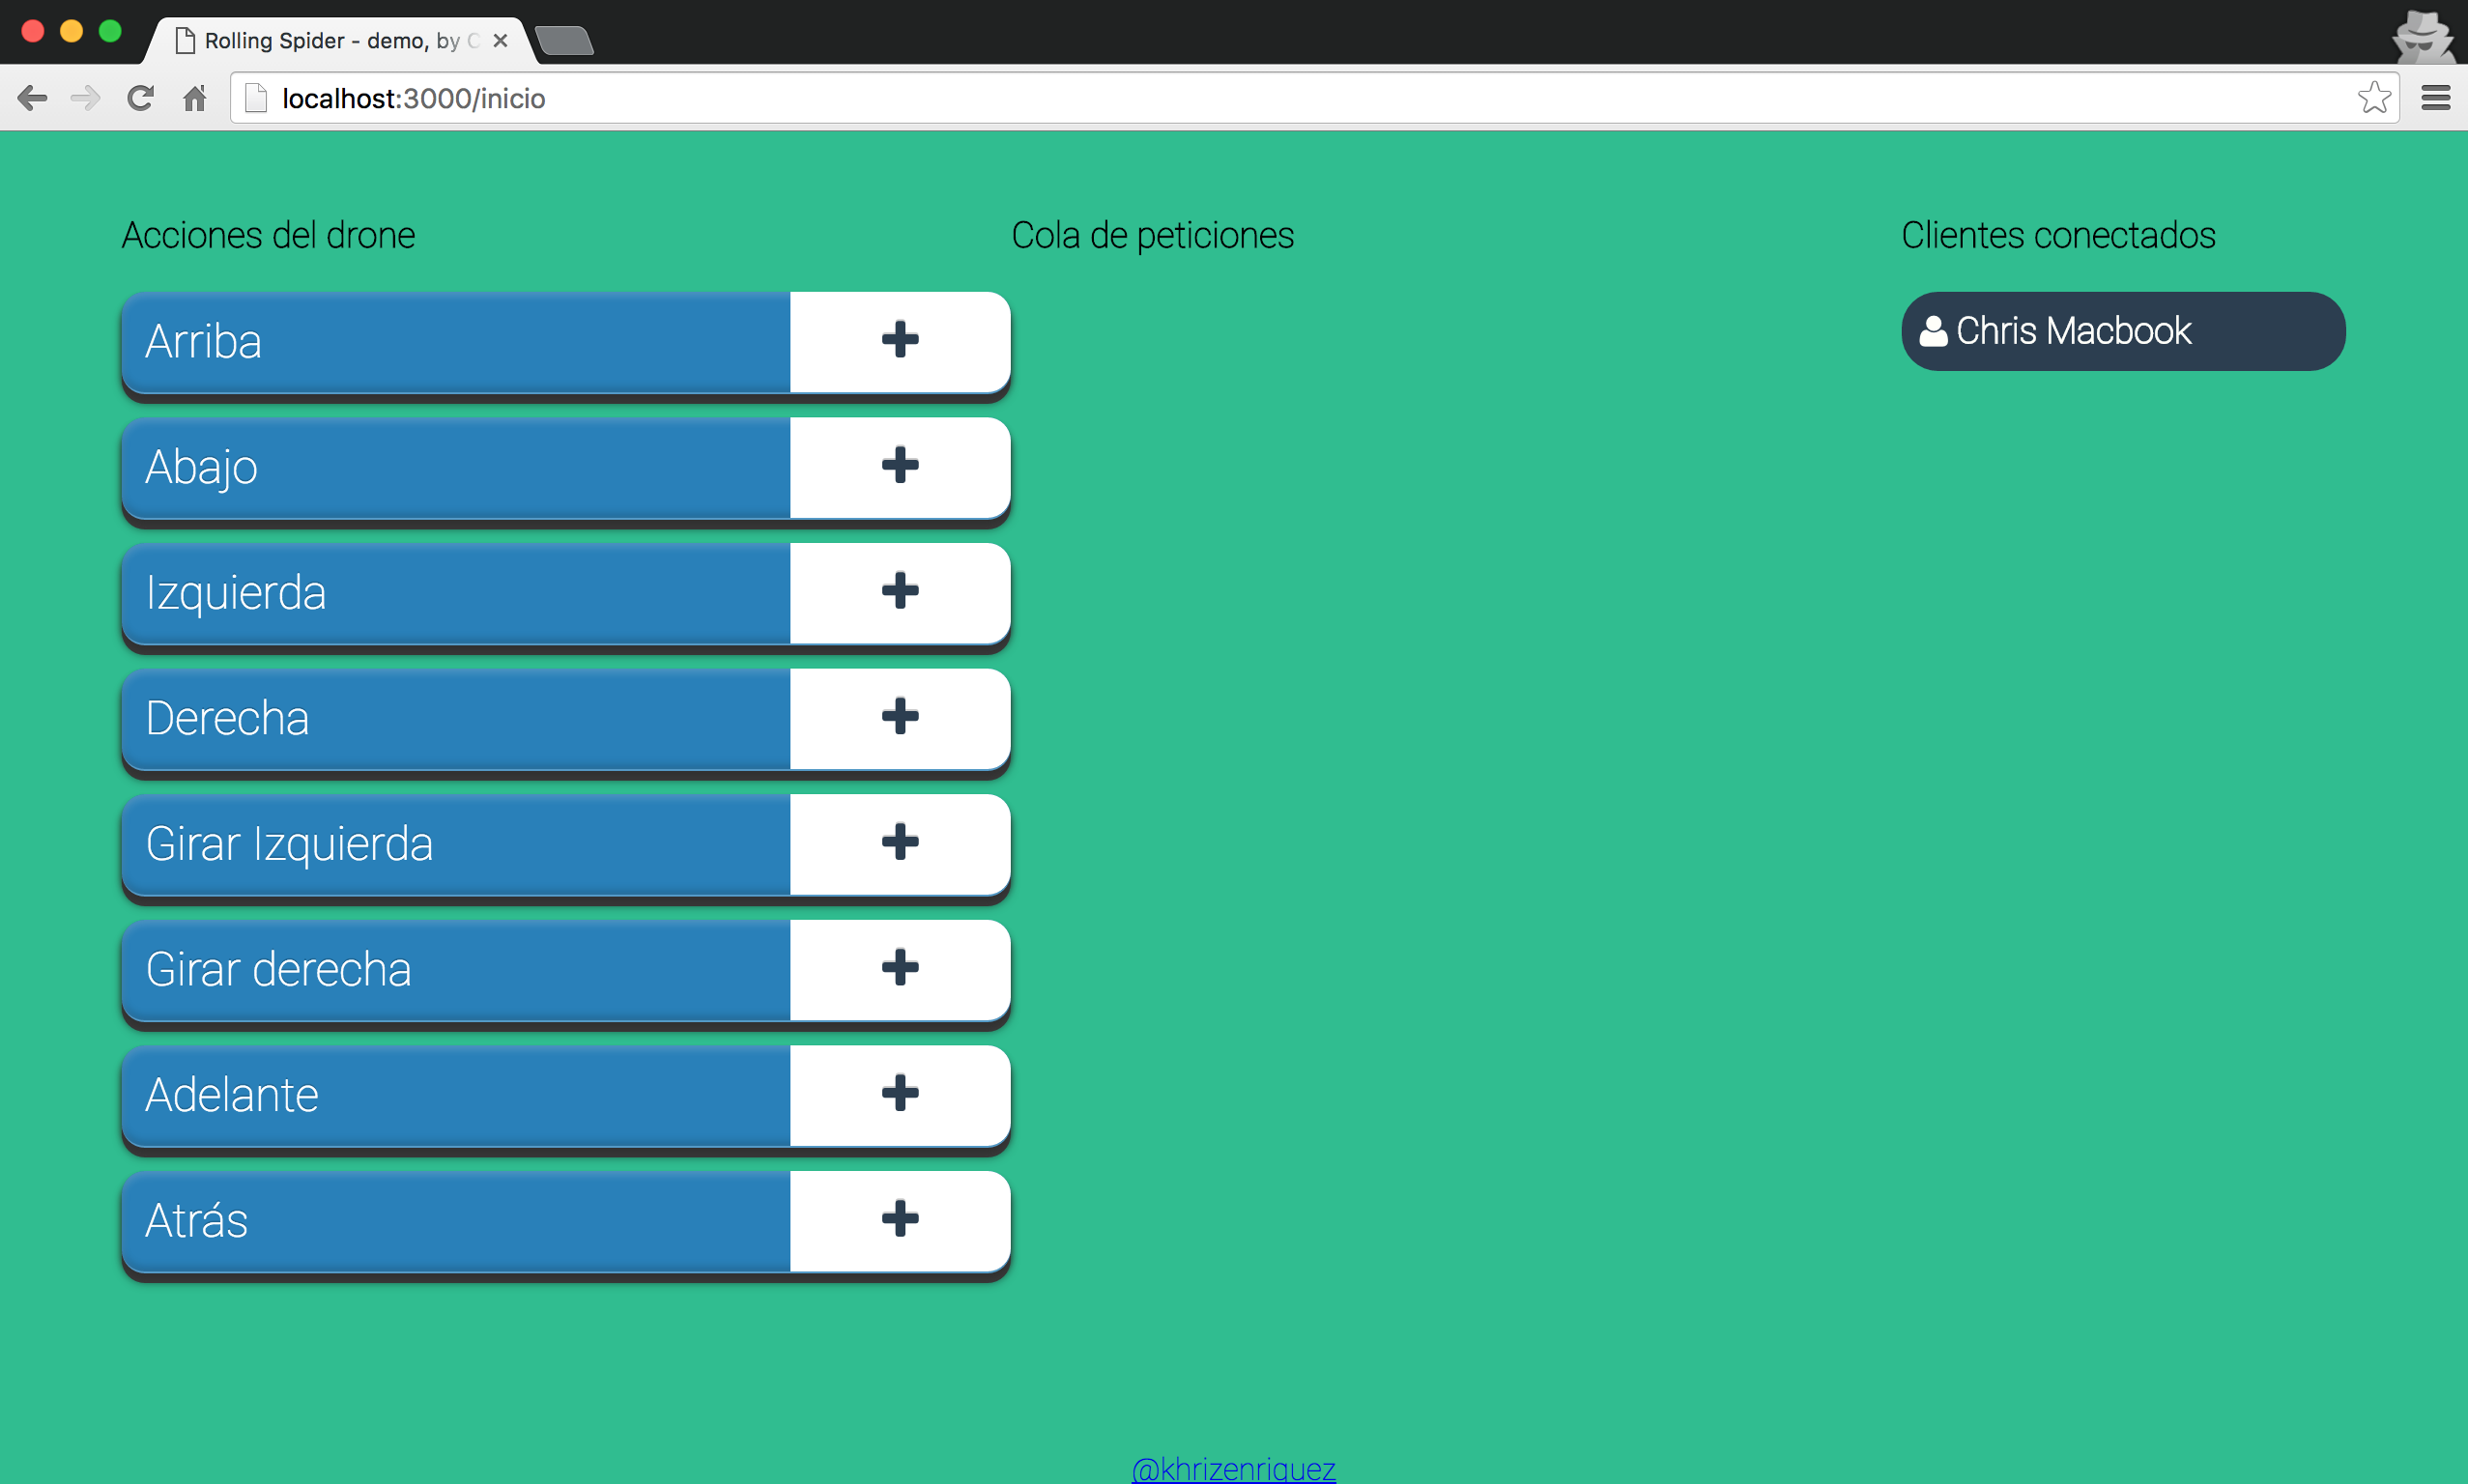 Rolling Spider - demo, by C
localhost:3000/inicio
Acciones del drone
Cola de peticiones
Clientes conectados
Arriba
Chris Macbook
Abajo
Izquierda
Derecha
Girar Izquierda
Girar derecha
Adelante
Atrás
@khrizenriquez